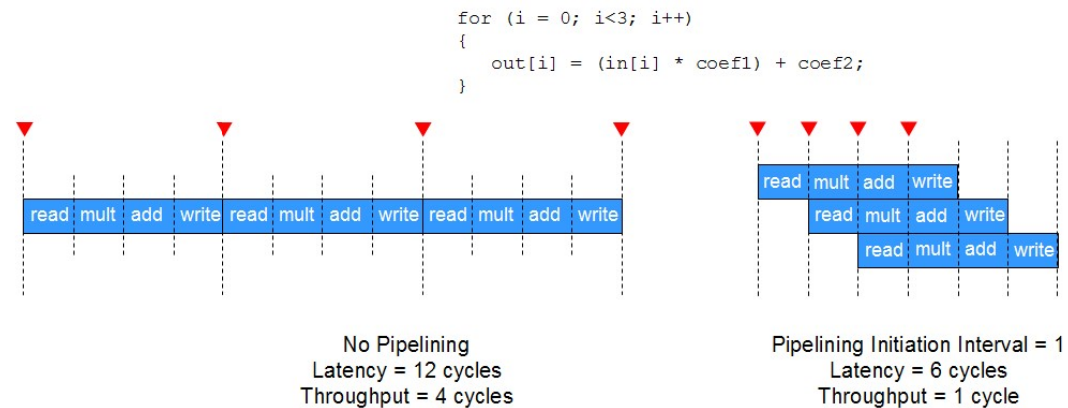 for (i = 0; i<3; i++)
{
out[i] = (in[i] * coef1) + coef2;
}
read mult add write read mult add write read mult add write
read mult add write
read mult add write
read mult add write
No Pipelining
Latency = 12 cycles
Throughput = 4 cycles
Pipelining Initiation Interval = 1
Latency = 6 cycles
Throughput = 1 cycle